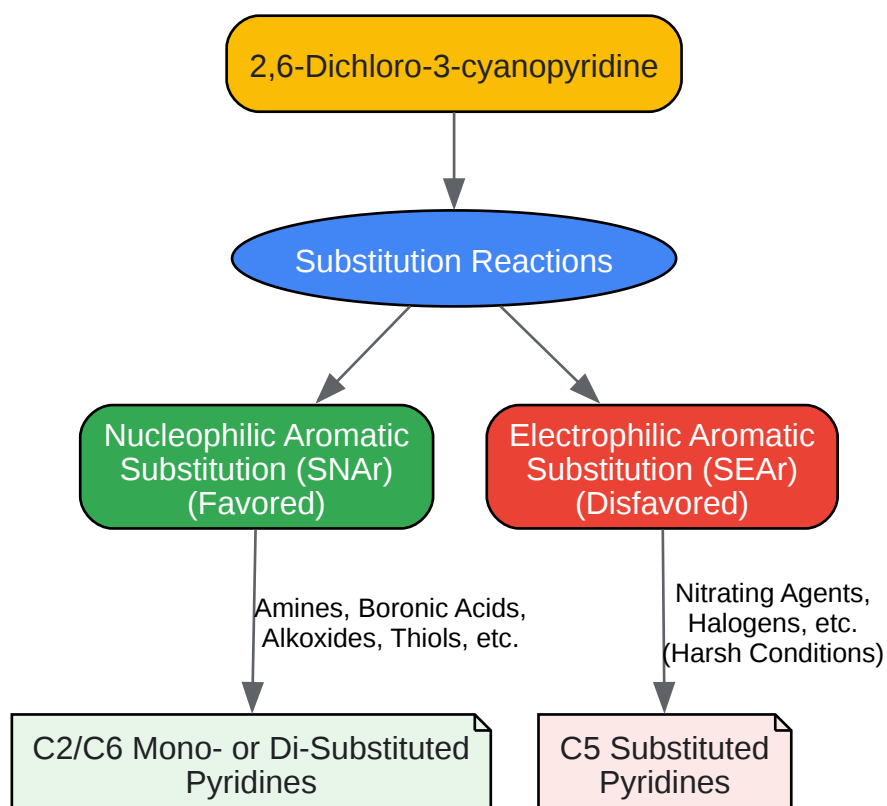 2,6-Dichloro-3-cyanopyridine
Substitution Reactions
Nucleophilic Aromatic
Substitution (SNAr)
(Favored)
Electrophilic Aromatic
Substitution (SEAr)
(Disfavored)
Amines, Boronic Acids,
Alkoxides, Thiols, etc.
Nitrating Agents,
Halogens, etc.
(Harsh Conditions)
C2/C6 Mono- or Di-Substituted
Pyridines
C5 Substituted
Pyridines